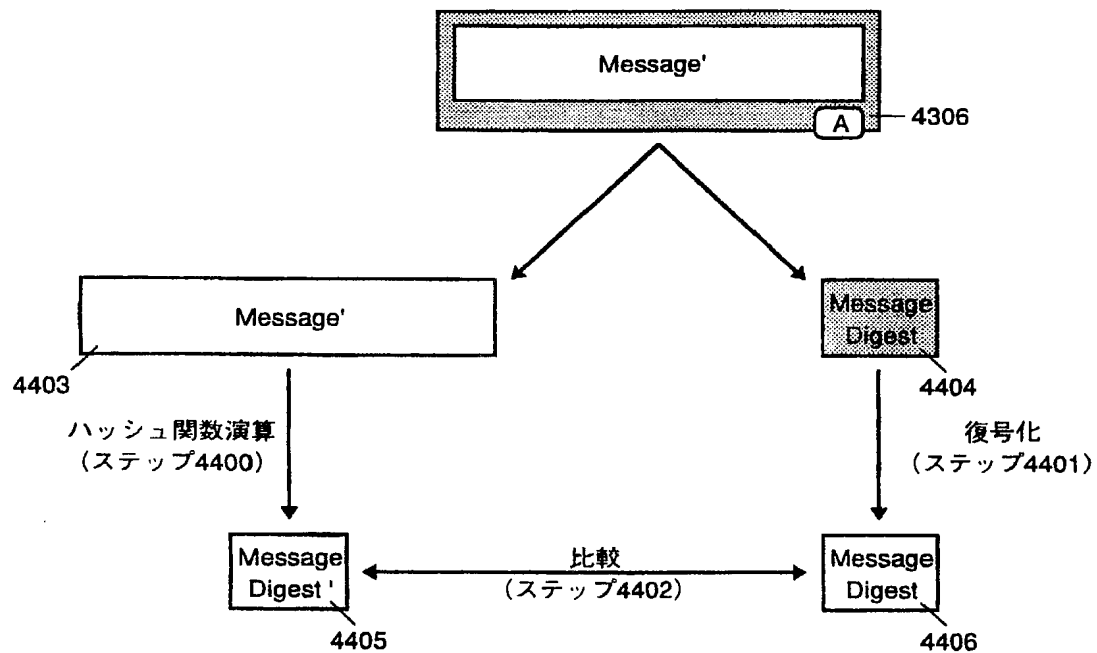 Message'
A
4306
Message'
4403
Message
Digest
4404
ハッシュ関数演算
(ステップ4400)
復号化
(ステップ4401)
Message
Digest '
4405
比較
(ステップ4402)
Message
Digest
4406